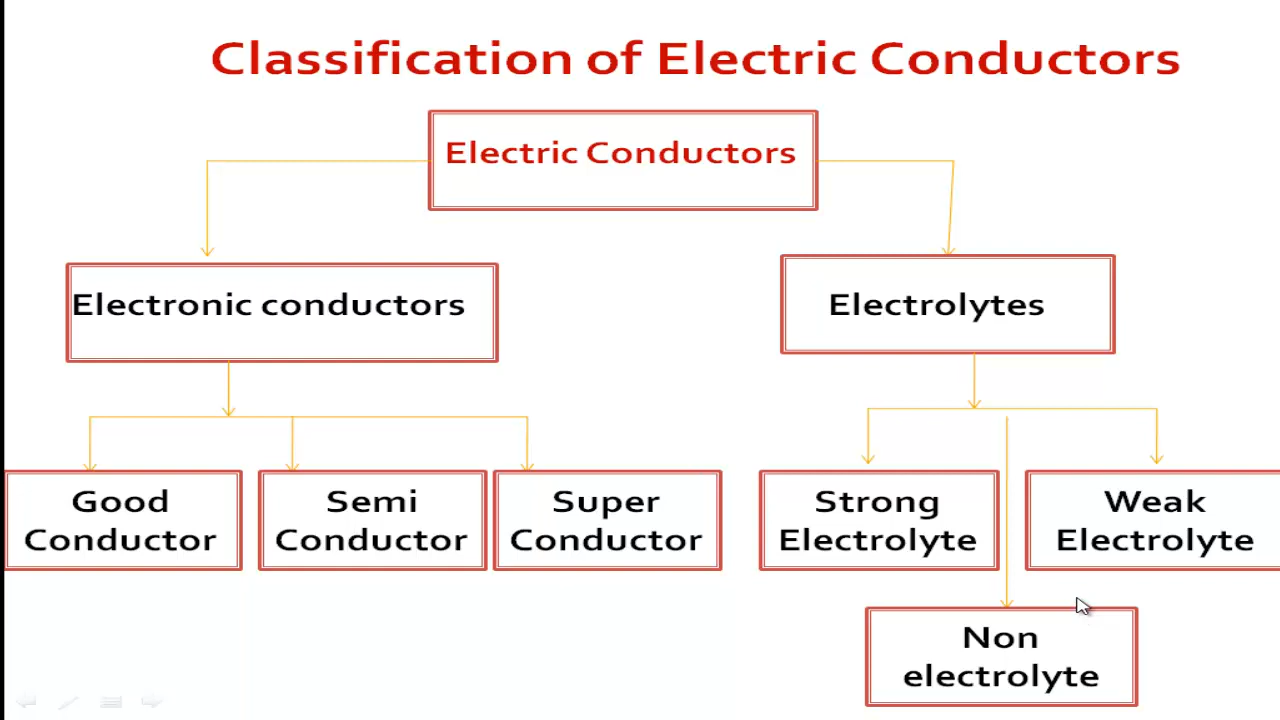 Classification of Electric Conductors
Electric Conductors
Electronic conductors
Electrolytes
Good
Conductor
Semi
Conductor
Super
Conductor
Strong
Electrolyte
Weak
Electrolyte
Non
electrolyte